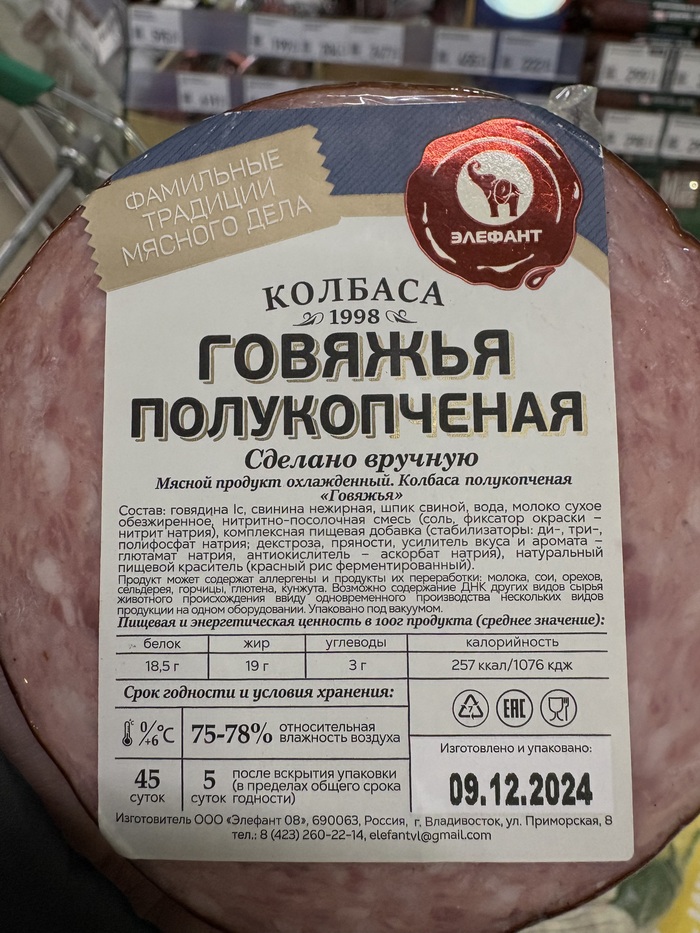 ФАМИЛЬНЫЕ
ТРАДИЦИИ
МЯСНОГО ДЕЛА
ЭЛЕФАНТ
КОЛБАСА
1998
ГОВЯЖЬЯ
ПОЛУКОПЧЕНАЯ
Сделано вручную
Мясной продукт охлажденный. Колбаса полукопченая
«Говяжья»
Состав: говядина 1с, свинина нежирная, шпик свиной, вода, молоко сухое
обезжиренное, нитритно-посолочная смесь (соль, фиксатор окраски –
нитрит натрия), комплексная пищевая добавка (стабилизаторы: ди-, три-,
полифосфат натрия; декстроза, пряности, усилитель вкуса и аромата –
глютамат натрия, антиокислитель – аскорбат натрия), натуральный
пищевой краситель (красный рис ферментированный).
Продукт может содержат аллергены и продукты их переработки: молока, сои, орехов,
сельдерея, горчицы, глютена, кунжута. Возможно содержание ДНК других видов сырья
животного происхождения ввиду одновременного производства нескольких видов
продукции на одном оборудовании. Упаковано под вакуумом.
Пищевая и энергетическая ценность в 100г продукта (среднее значение):
белок жир углеводы калорийность
18,5 г 19 г 3 г 257 ккал/1076 кдж
Срок годности и условия хранения:
0/+6 °C 75-78% относительная
влажность воздуха
45
суток
5
суток
после вскрытия упаковки
(в пределах общего срока
годности)
EAC
Изготовлено и упаковано:
09.12.2024
Изготовитель ООО «Элефант 08», 690063, Россия, г. Владивосток, ул. Приморская, 8
тел.: 8 (423) 260-22-14, elefantvl@gmail.com